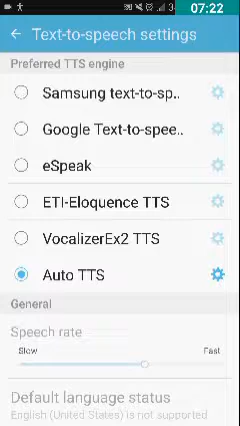 07:22
Text-to-speech settings
Preferred TTS engine
Samsung text-to-sp..
Google Text-to-spee..
eSpeak
ETI-Eloquence TTS
VocalizerEx2 TTS
Auto TTS
General
Speech rate
Slow Fast
Default language status
English (United States) is not supported